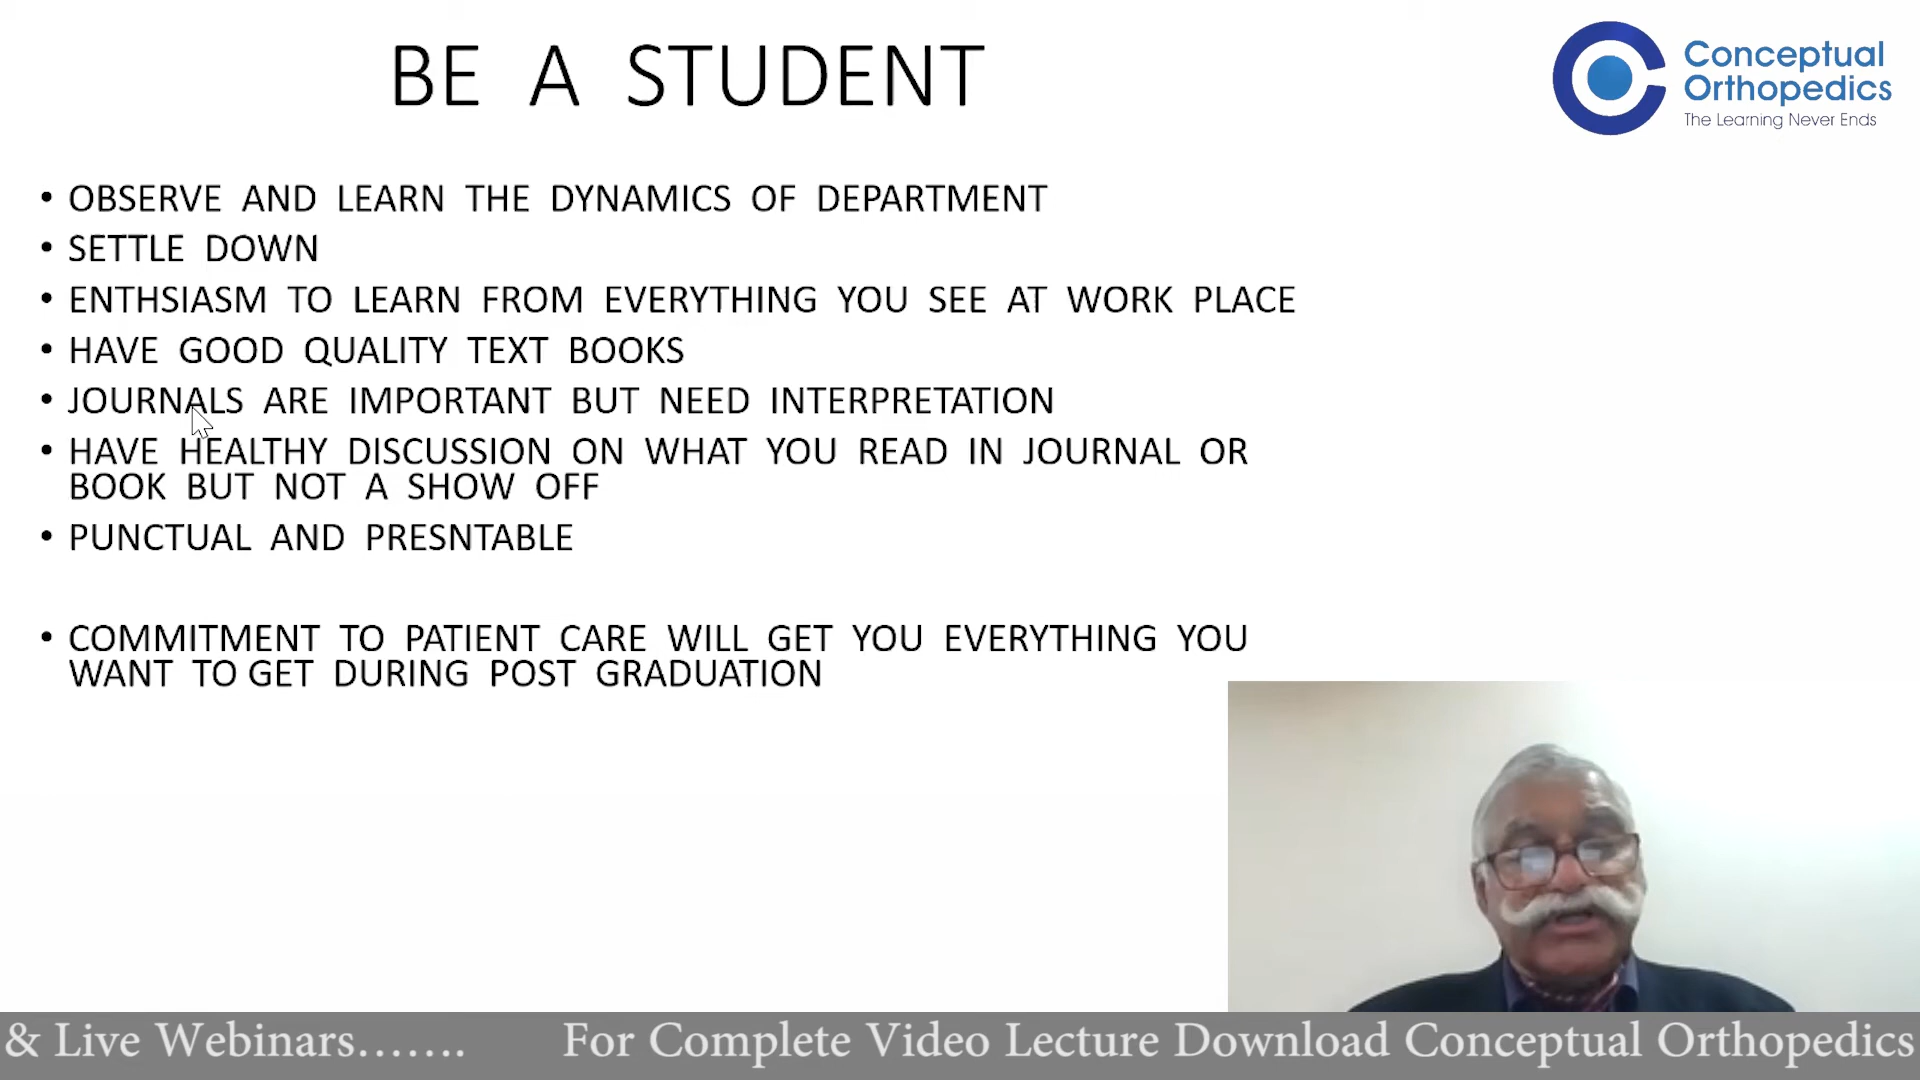 BE A STUDENT
Conceptual
Orthopedics
The Learning Never Ends
• OBSERVE AND LEARN THE DYNAMICS OF DEPARTMENT
• SETTLE DOWN
• ENTHSIASM TO LEARN FROM EVERYTHING YOU SEE AT WORK PLACE
• HAVE GOOD QUALITY TEXT BOOKS
• JOURNALS ARE IMPORTANT BUT NEED INTERPRETATION
• HAVE HEALTHY DISCUSSION ON WHAT YOU READ IN JOURNAL OR
BOOK BUT NOT A SHOW OFF
• PUNCTUAL AND PRESNTABLE
• COMMITMENT TO PATIENT CARE WILL GET YOU EVERYTHING YOU
WANT TO GET DURING POST GRADUATION
& Live Webinars....... For Complete Video Lecture Download Conceptual Orthopedics